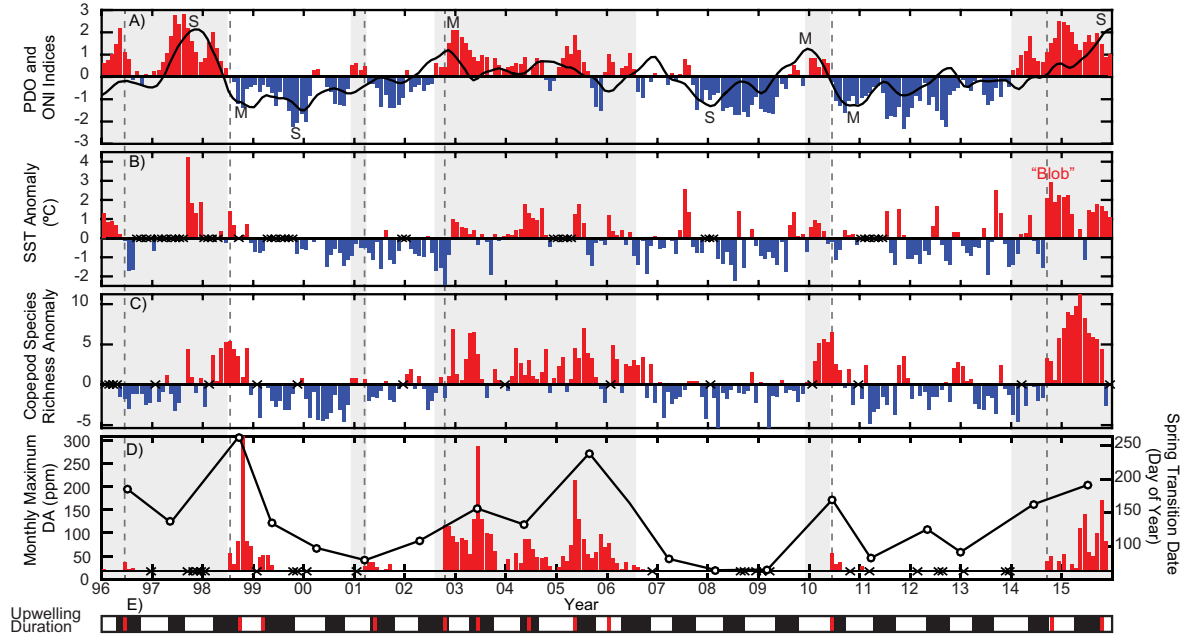 A)
PDO and
ONI Indices
3
2
1
0
-1
-2
-3
S
M
S
M
S
M
M
S
B)
SST Anomaly
(ºC)
4
3
2
1
0
-1
-2
"Blob"
C)
Copepod Species
Richness Anomaly
10
5
0
-5
D)
Monthly Maximum
DA (ppm)
300
250
200
150
100
50
0
250
200
150
100
Spring Transition Date
(Day of Year)
96 97 98 99 00 01 02 03 04 05 06 07 08 09 10 11 12 13 14 15
Year
E)
Upwelling
Duration